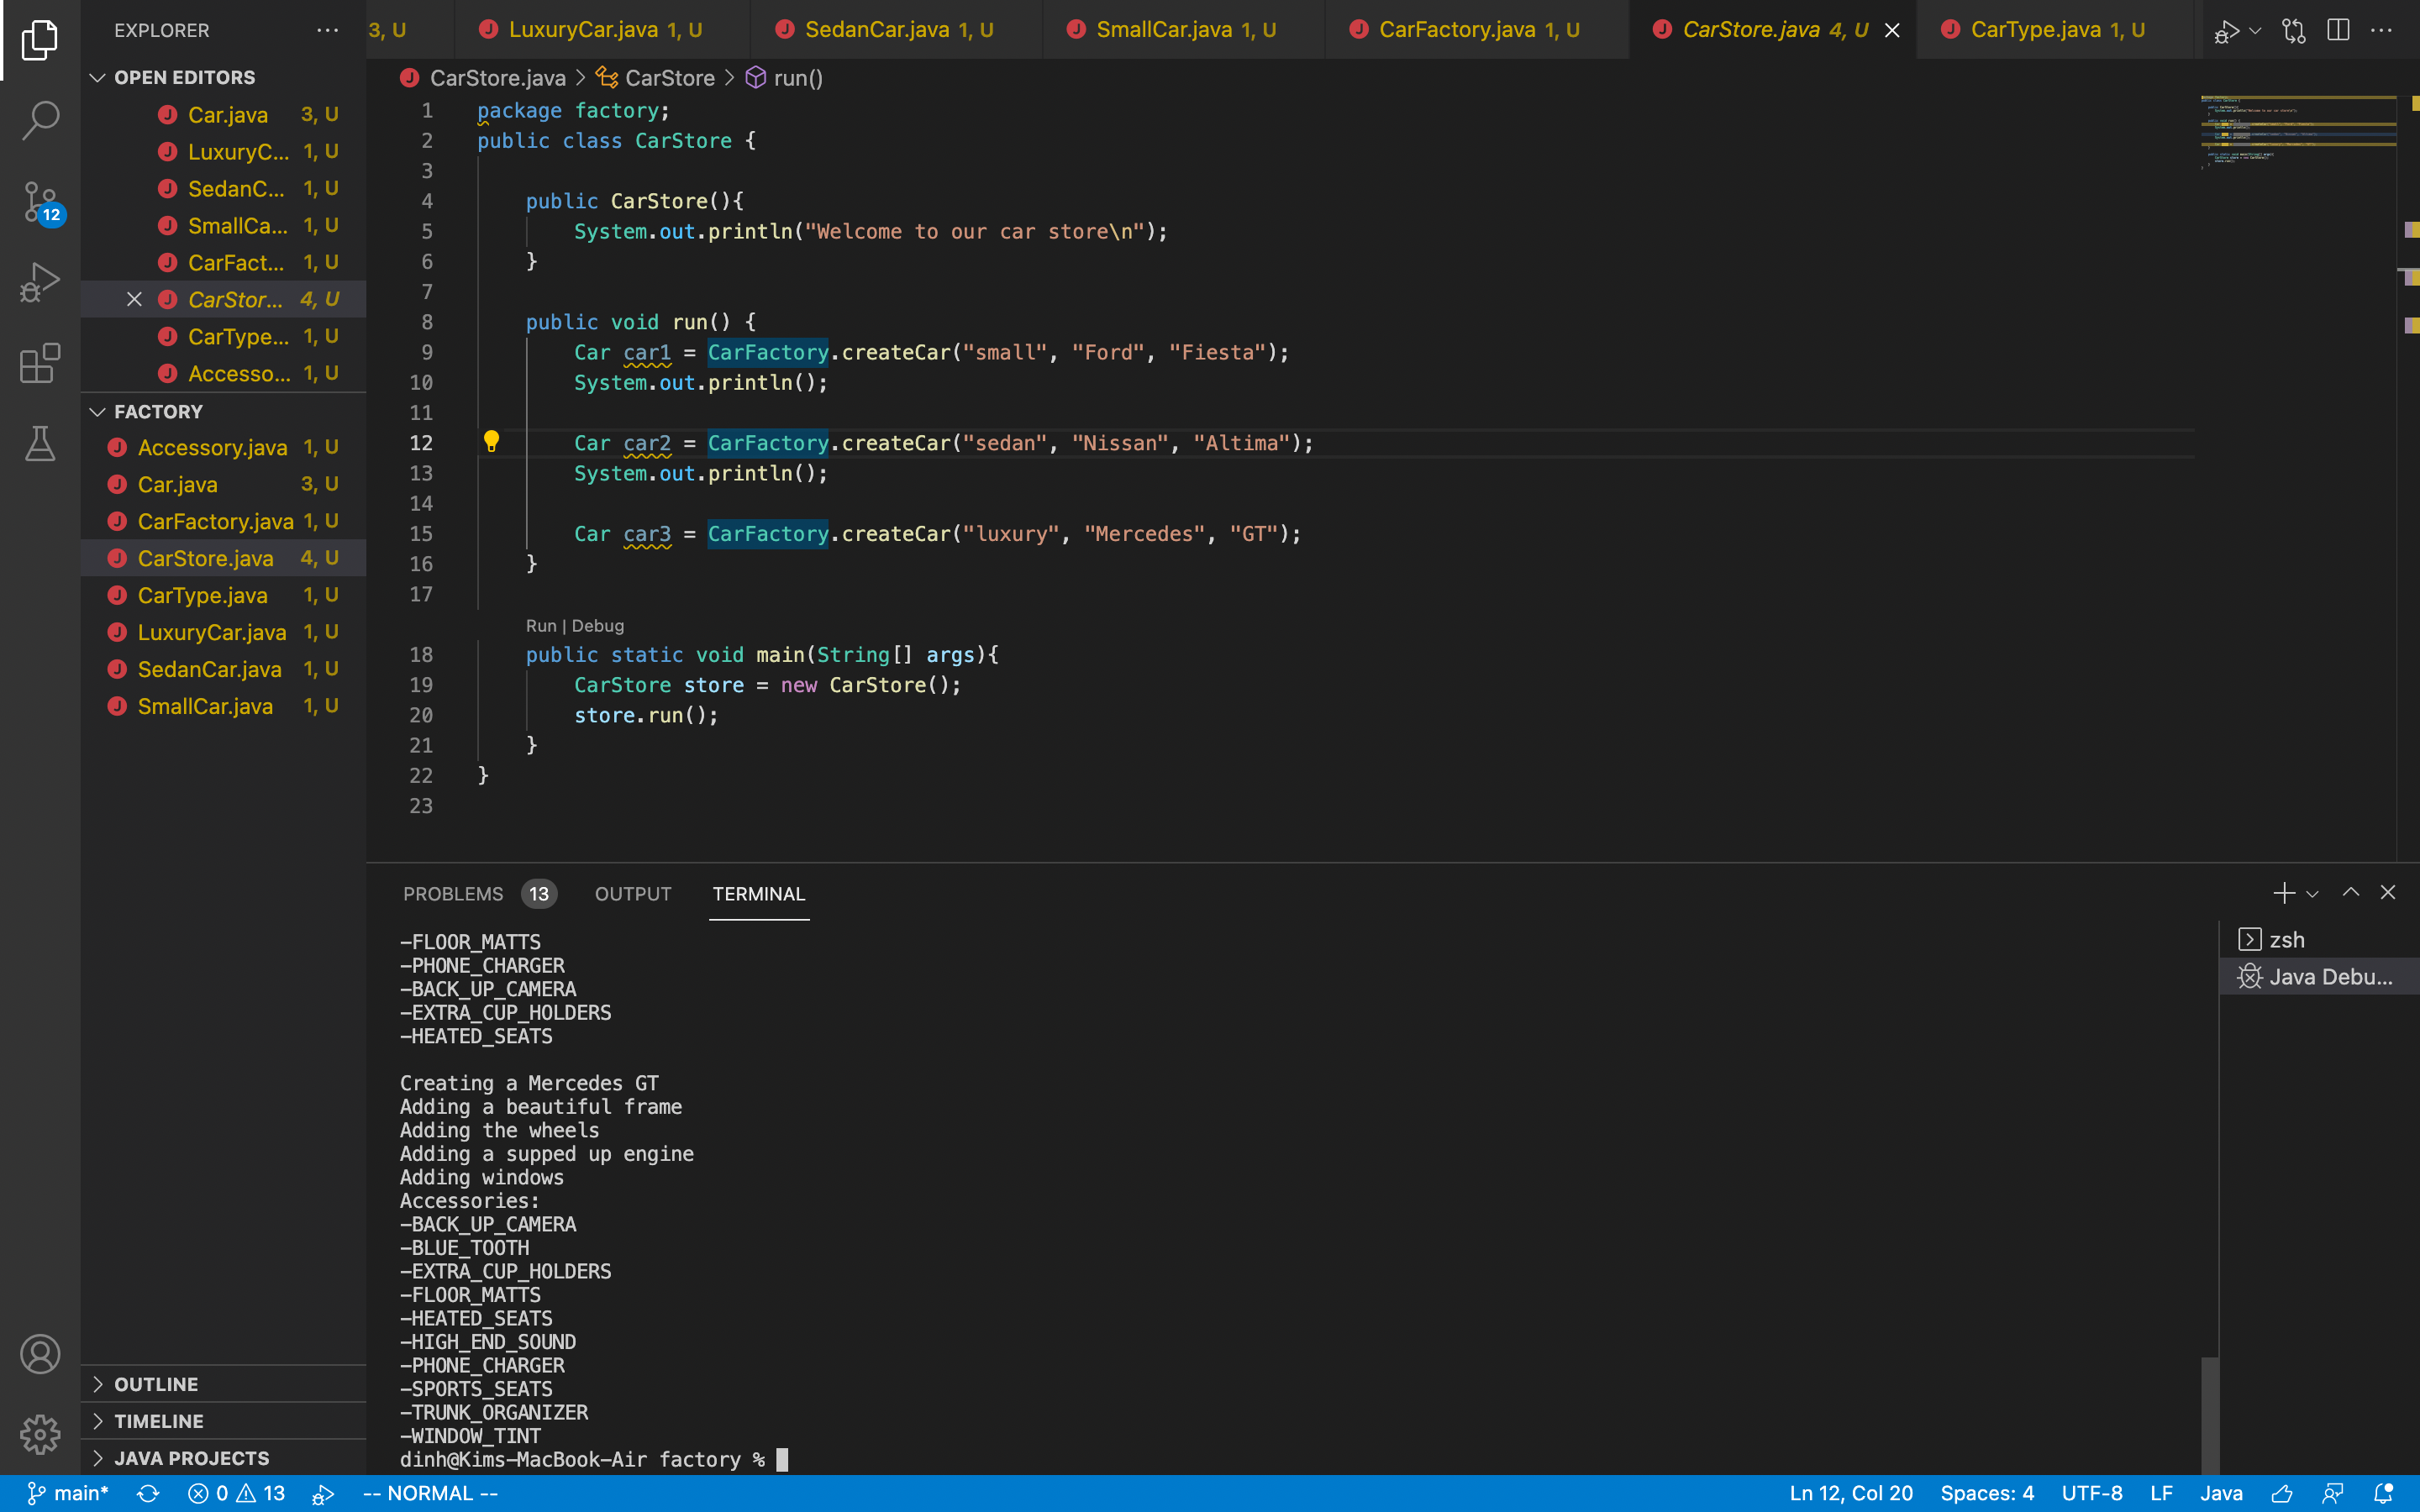 EXPLORER
OPEN EDITORS
Car.java 3, U
LuxuryC... 1, U
SedanC... 1, U
SmallCa... 1, U
CarFact... 1, U
CarStor... 4, U
CarType... 1, U
Accesso... 1, U
FACTORY
Accessory.java 1, U
Car.java 3, U
CarFactory.java 1, U
CarStore.java 4, U
CarType.java 1, U
LuxuryCar.java 1, U
SedanCar.java 1, U
SmallCar.java 1, U
OUTLINE
TIMELINE
JAVA PROJECTS
12
3, U LuxuryCar.java 1, U SedanCar.java 1, U SmallCar.java 1, U CarFactory.java 1, U CarStore.java 4, U CarType.java 1, U
CarStore.java > CarStore > run()
1 package factory;
2 public class CarStore {
3
4 public CarStore(){
5 System.out.println("Welcome to our car store\n");
6 }
7
8 public void run() {
9 Car car1 = CarFactory.createCar("small", "Ford", "Fiesta");
10 System.out.println();
11
12 Car car2 = CarFactory.createCar("sedan", "Nissan", "Altima");
13 System.out.println();
14
15 Car car3 = CarFactory.createCar("luxury", "Mercedes", "GT");
16 }
17
Run | Debug
18 public static void main(String[] args){
19 CarStore store = new CarStore();
20 store.run();
21 }
22 }
23
PROBLEMS 13 OUTPUT TERMINAL
-FLOOR_MATTS
-PHONE_CHARGER
-BACK_UP_CAMERA
-EXTRA_CUP_HOLDERS
-HEATED_SEATS
Creating a Mercedes GT
Adding a beautiful frame
Adding the wheels
Adding a supped up engine
Adding windows
Accessories:
-BACK_UP_CAMERA
-BLUE_TOOTH
-EXTRA_CUP_HOLDERS
-FLOOR_MATTS
-HEATED_SEATS
-HIGH_END_SOUND
-PHONE_CHARGER
-SPORTS_SEATS
-TRUNK_ORGANIZER
-WINDOW_TINT
dinh@Kims-MacBook-Air factory %
zsh
Java Debu...
main* 0 13 -- NORMAL -- Ln 12, Col 20 Spaces: 4 UTF-8 LF Java